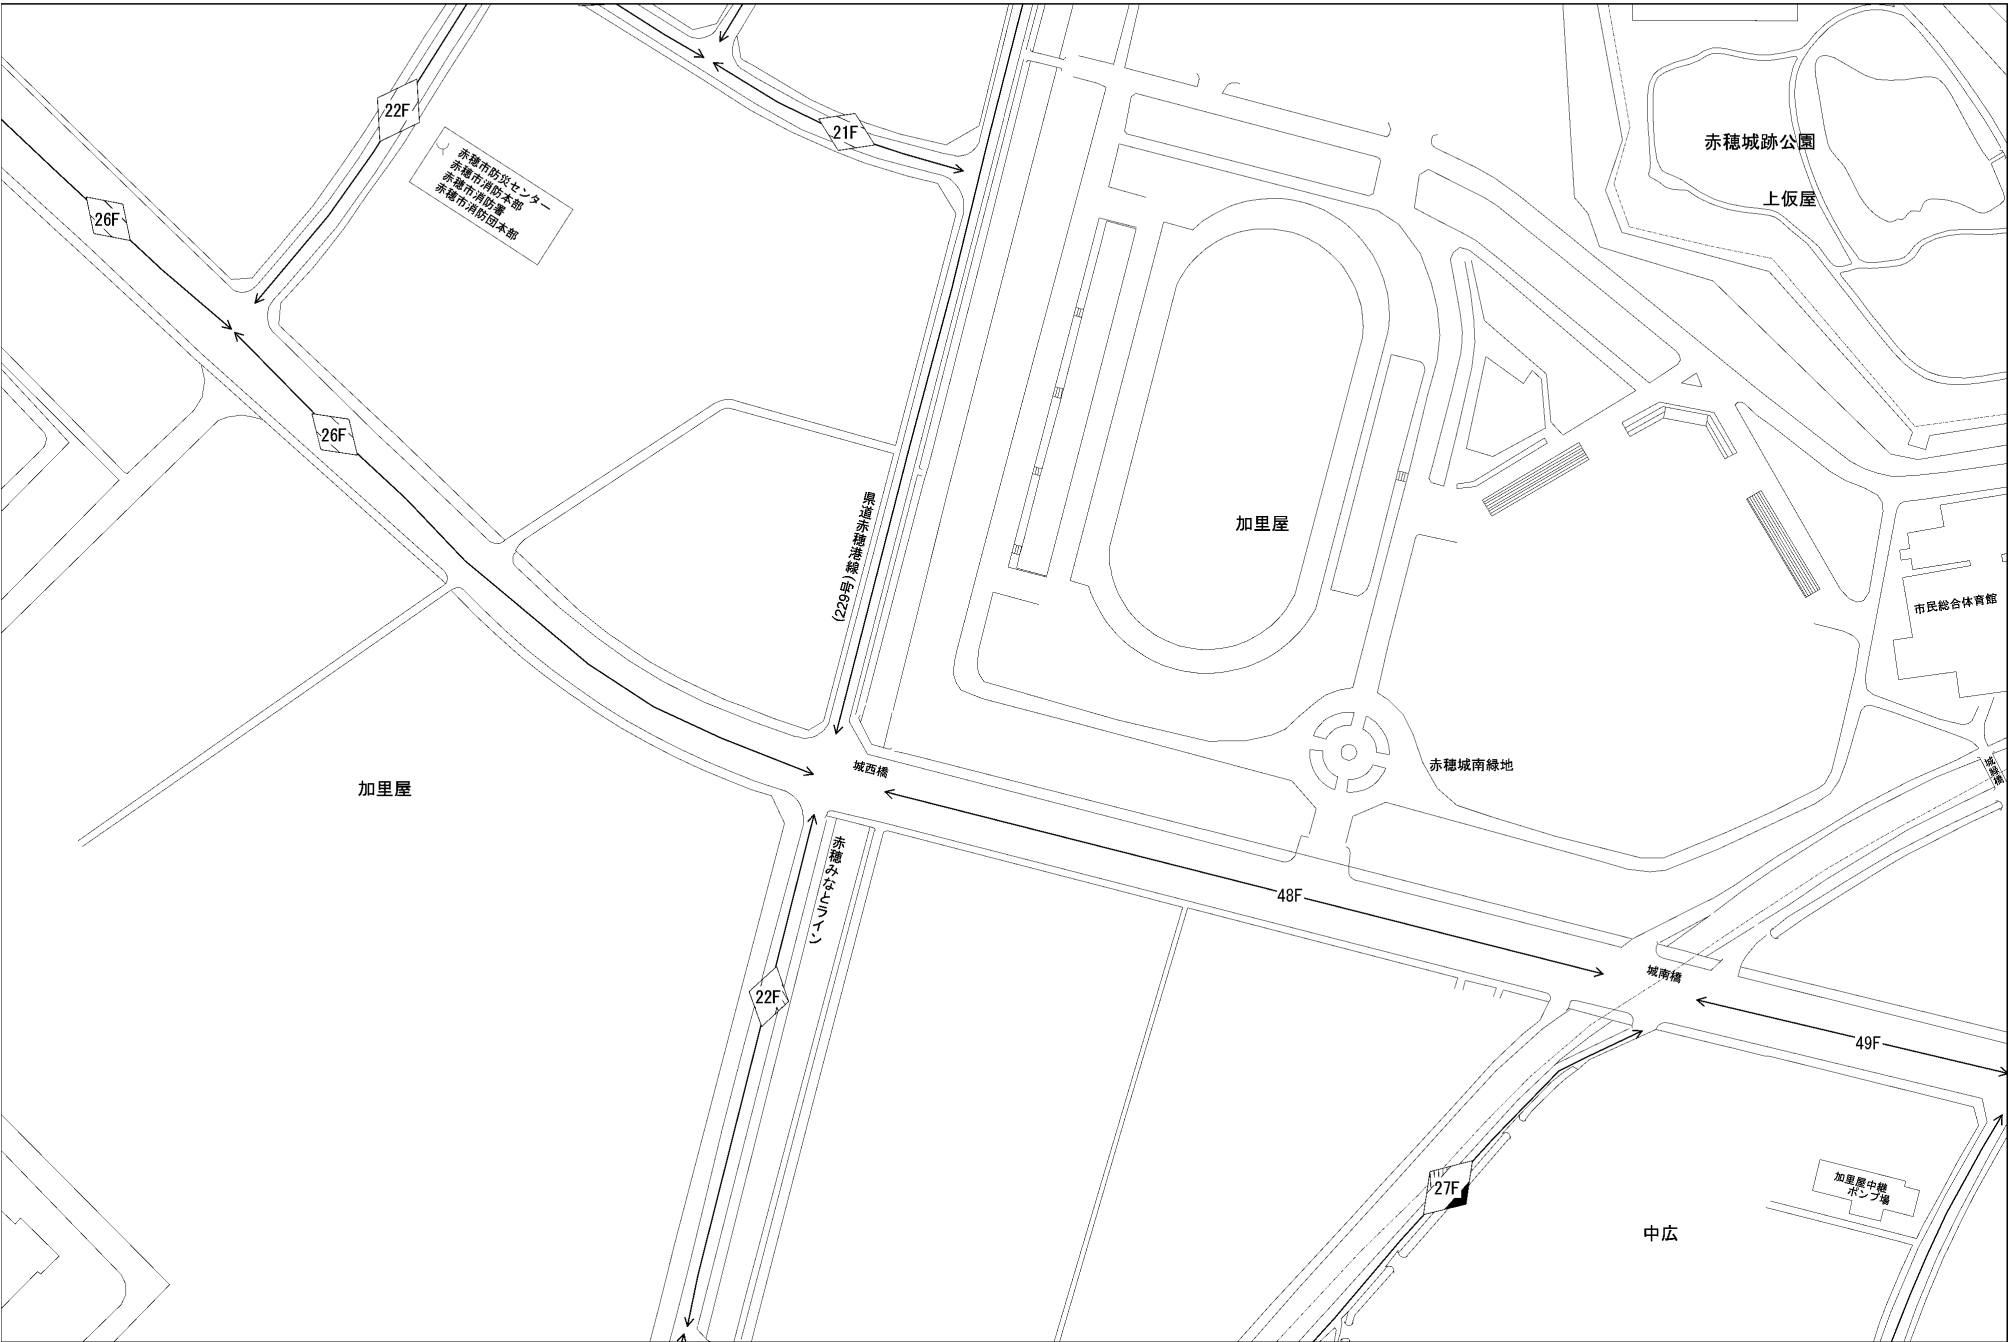 22F
21F
赤穂城跡公園
赤穂市防災センター
赤穂市消防本部
赤穂市消防署
赤穂市消防団本部
上仮屋
26F
26F
県道赤穂港線
(229号)
加里屋
市民総合体育館
赤穂城南緑地
城西橋
城緑橋
加里屋
赤穂みなとライン
48F
城南橋
22F
49F
27F
加里屋中継
ポンプ場
中広